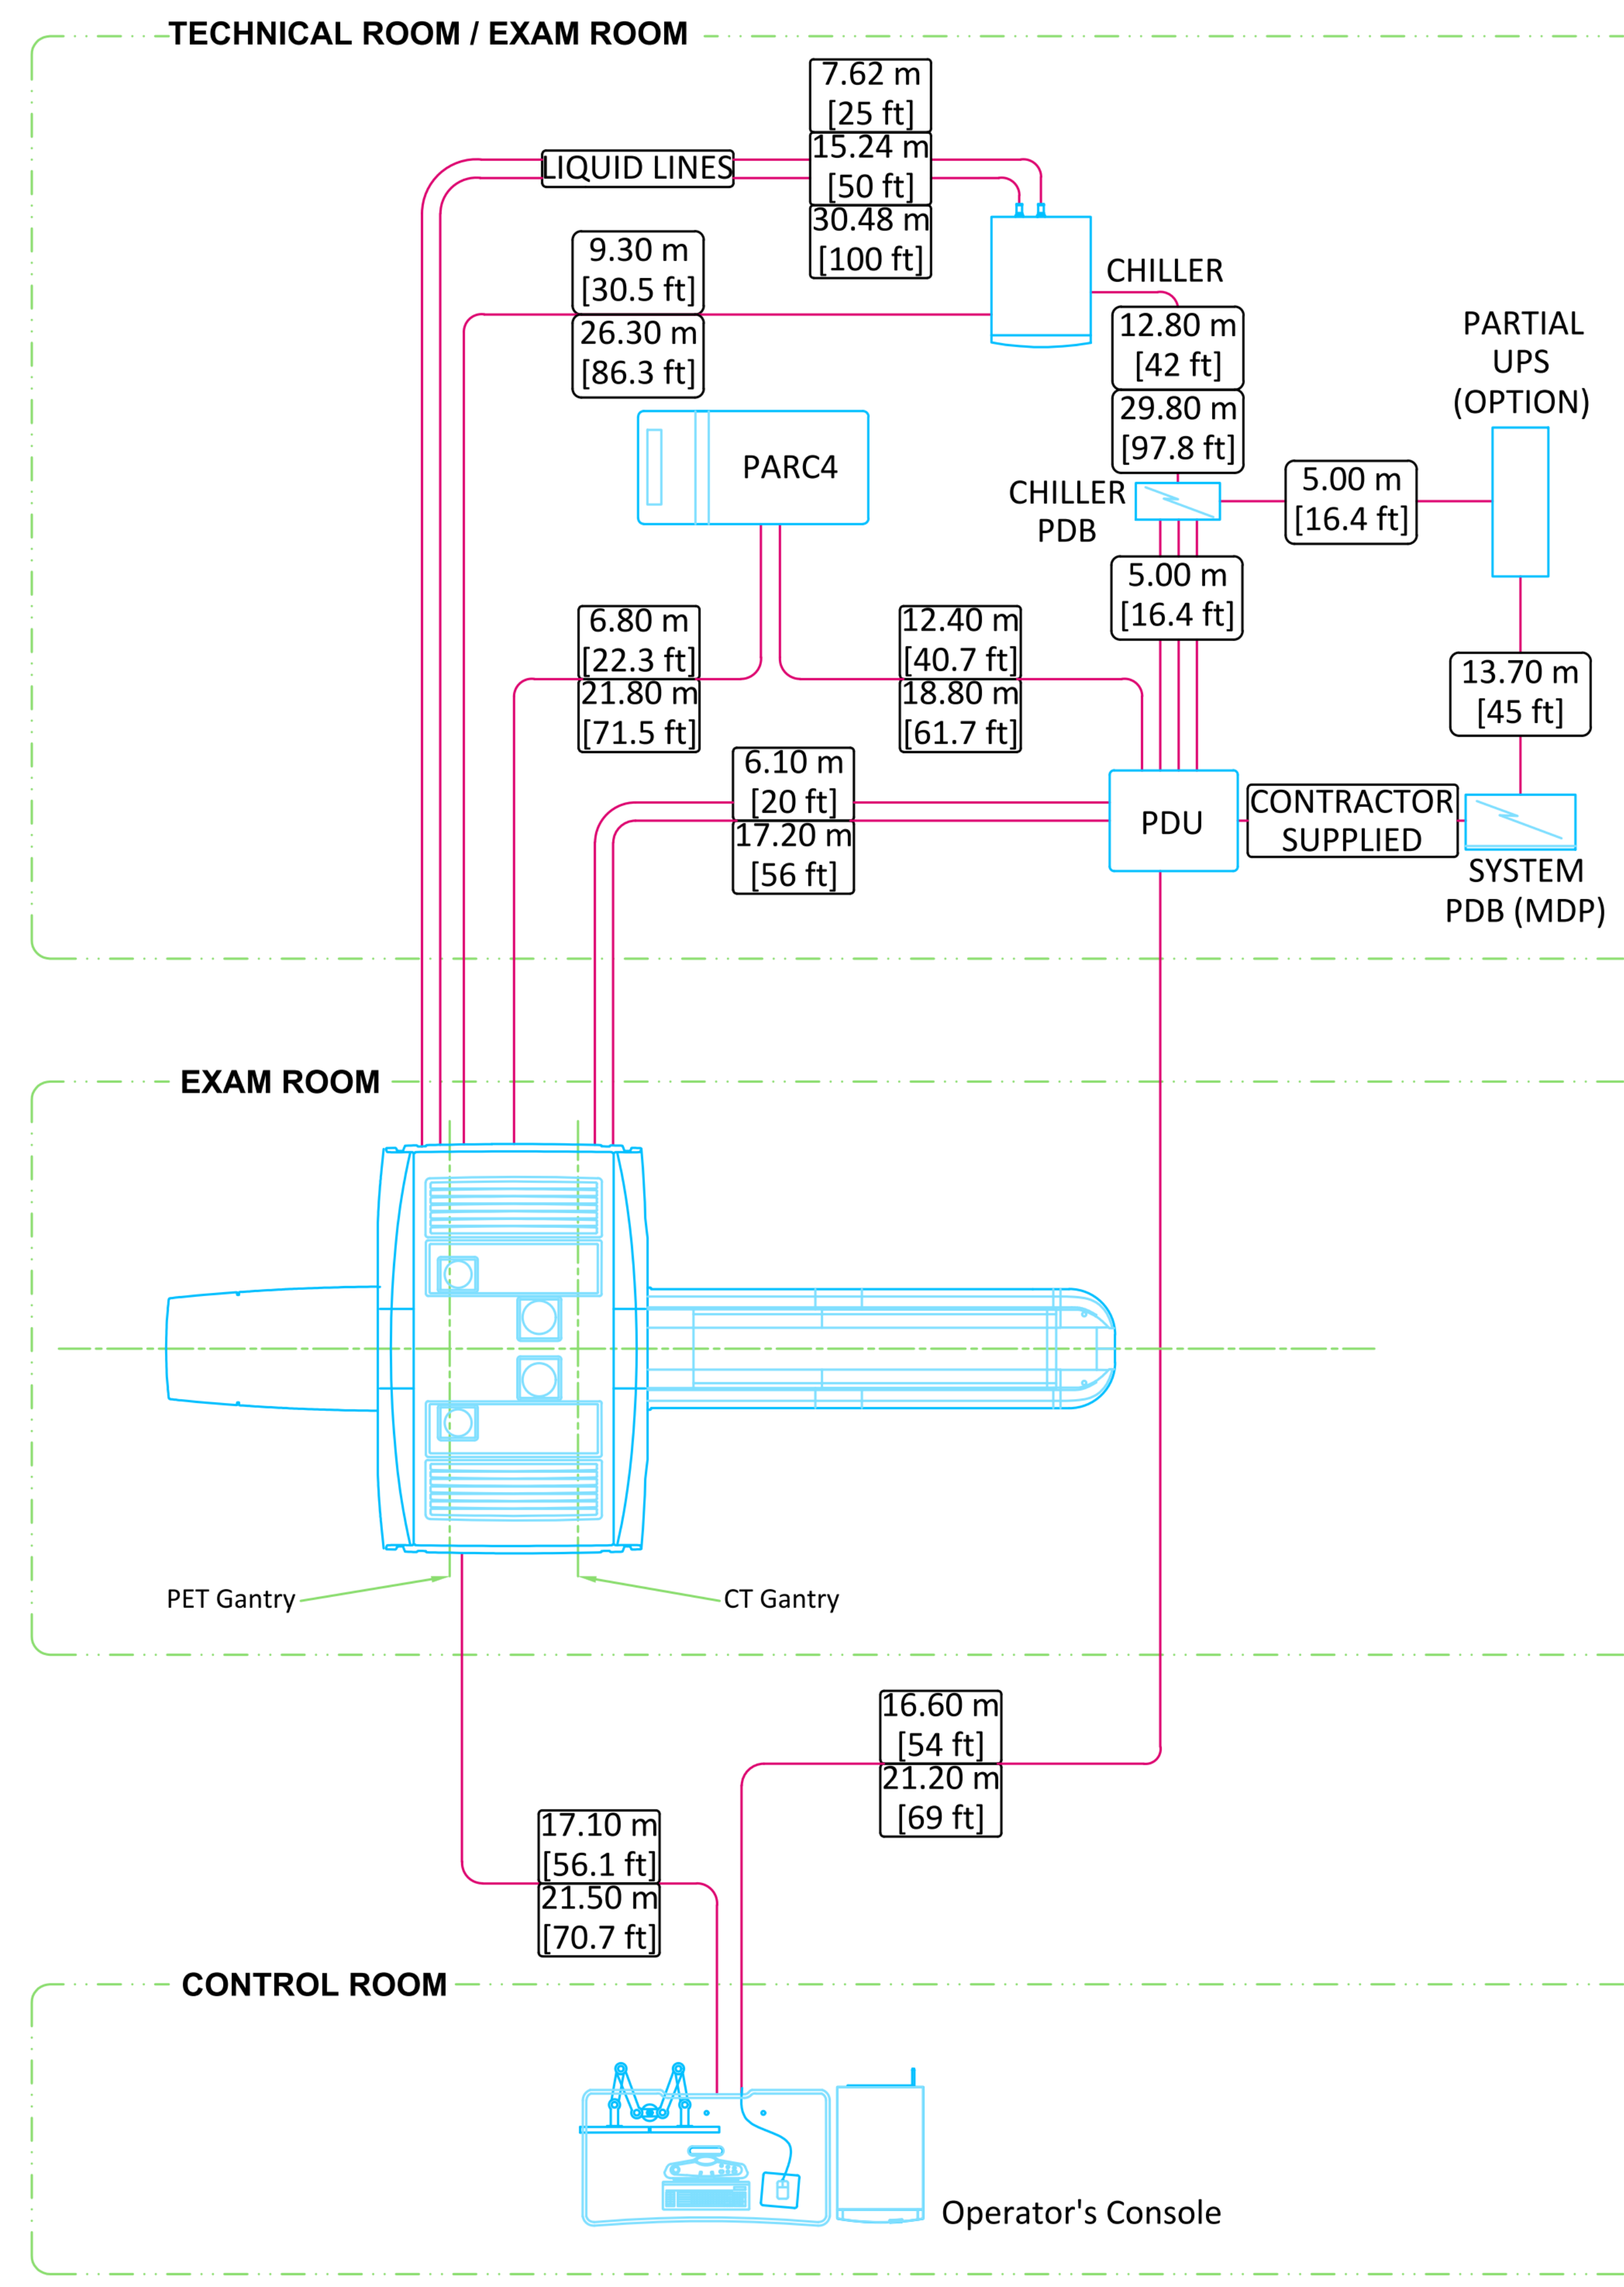 TECHNICAL ROOM / EXAM ROOM
7.62 m
[25 ft]
LIQUID LINES
15.24 m
[50 ft]
30.48 m
[100 ft]
9.30 m
[30.5 ft]
26.30 m
[86.3 ft]
CHILLER
12.80 m
[42 ft]
29.80 m
[97.8 ft]
PARTIAL
UPS
(OPTION)
PARC4
CHILLER
PDB
5.00 m
[16.4 ft]
5.00 m
[16.4 ft]
6.80 m
[22.3 ft]
21.80 m
[71.5 ft]
12.40 m
[40.7 ft]
18.80 m
[61.7 ft]
13.70 m
[45 ft]
6.10 m
[20 ft]
17.20 m
[56 ft]
PDU
CONTRACTOR
SUPPLIED
SYSTEM
PDB (MDP)
EXAM ROOM
PET Gantry
CT Gantry
16.60 m
[54 ft]
21.20 m
[69 ft]
17.10 m
[56.1 ft]
21.50 m
[70.7 ft]
CONTROL ROOM
Operator's Console